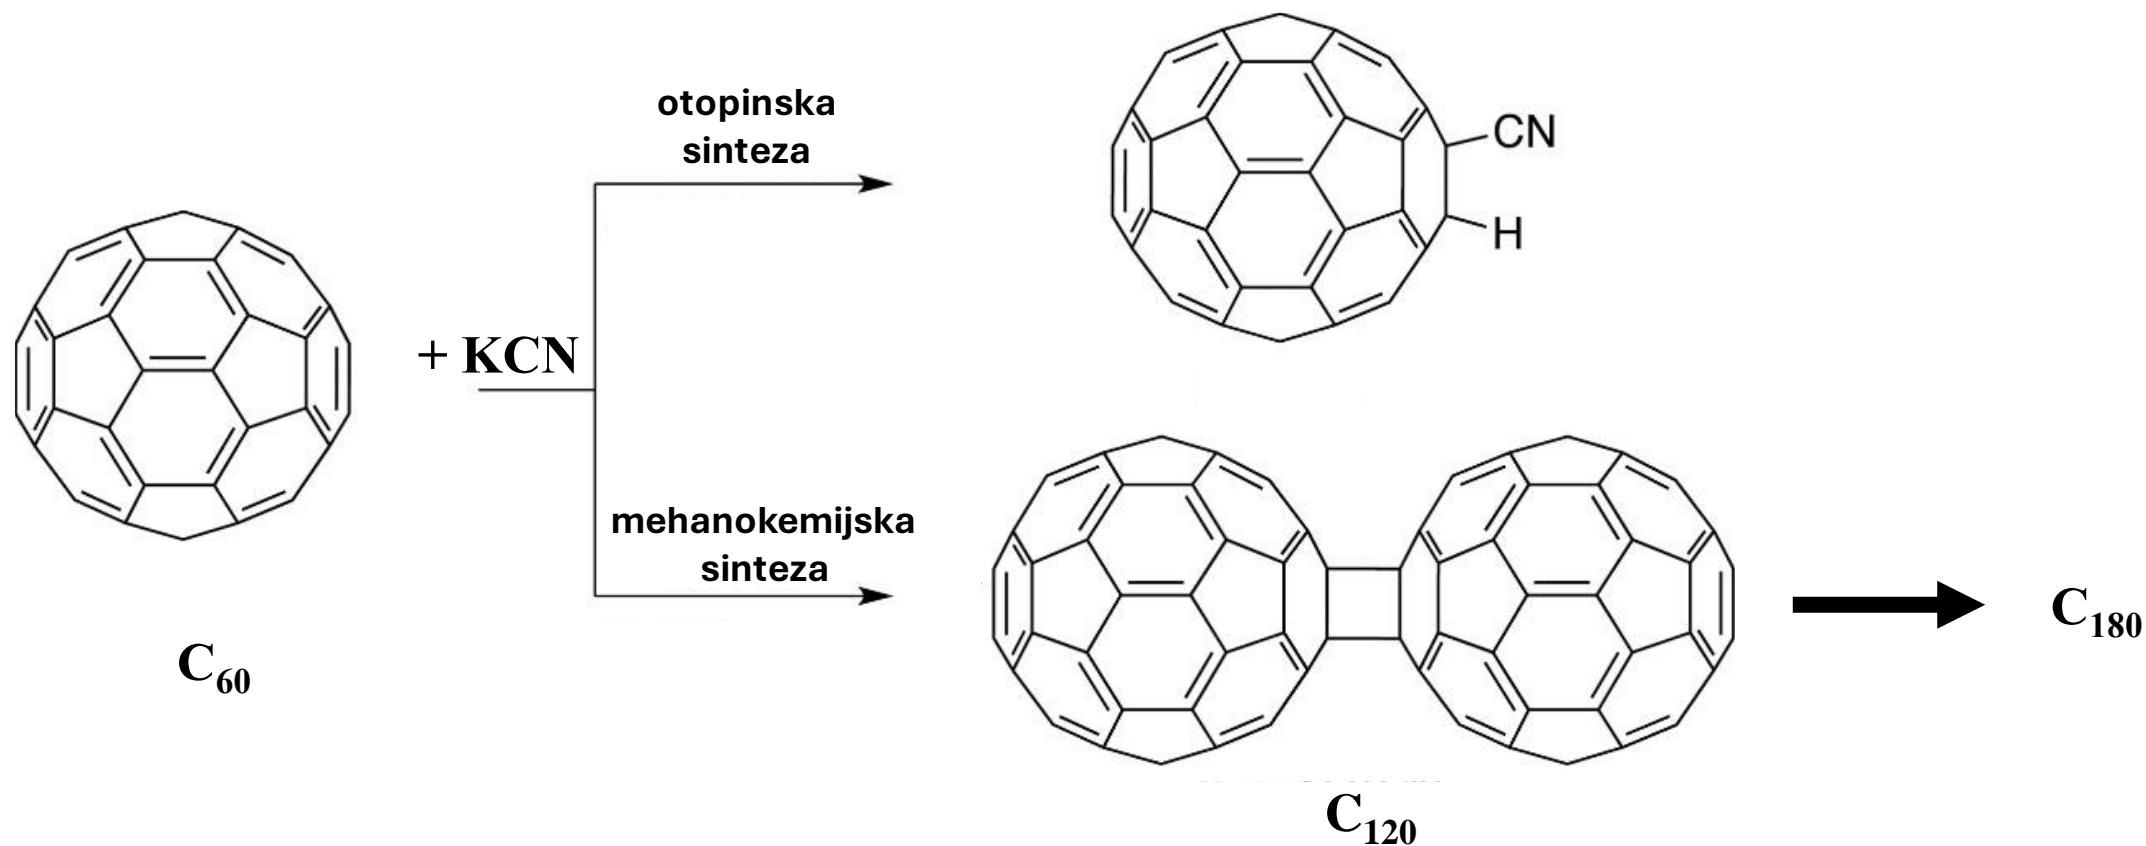 otopinska
sinteza
CN
H
+ KCN
mehanokemijska
sinteza
C₆₀
C₁₂₀
C₁₈₀